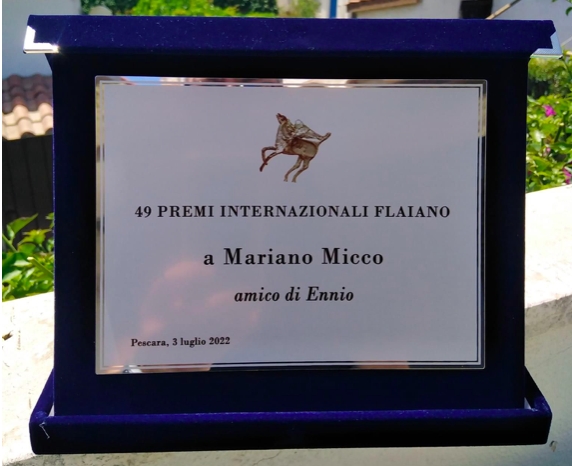 49 PREMI INTERNAZIONALI FLAIANO
a Mariano Micco
amico di Ennio
Pescara, 3 luglio 2022